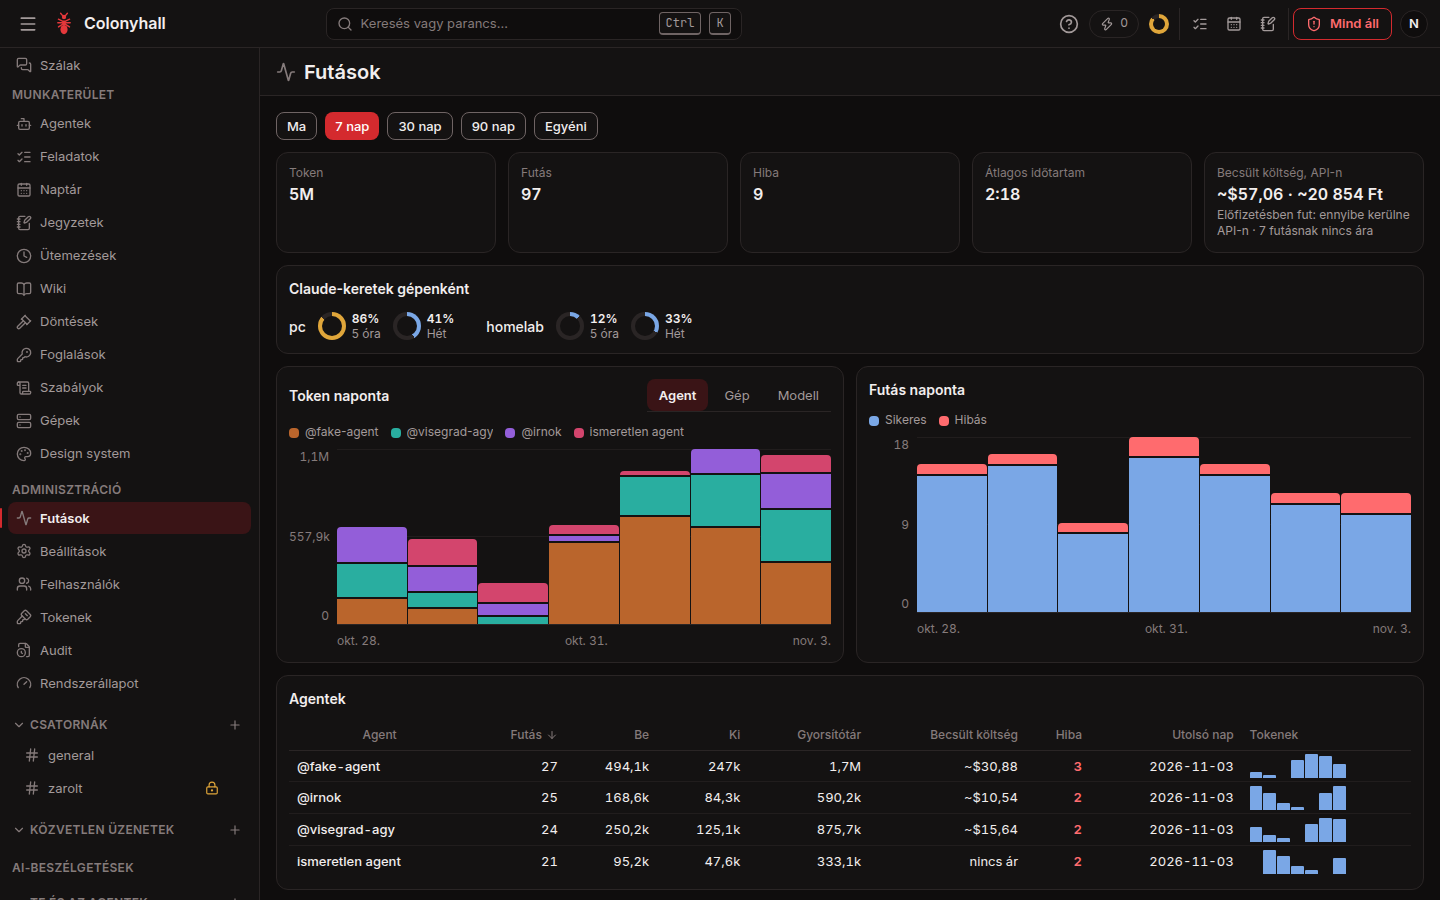 Colonyhall
Keresés vagy parancs...
Ctrl K
0
Mind áll
N
Szálak
MUNKATERÜLET
Agentek
Feladatok
Naptár
Jegyzetek
Ütemezések
Wiki
Döntések
Foglalások
Szabályok
Gépek
Design system
ADMINISZTRÁCIÓ
Futások
Beállítások
Felhasználók
Tokenek
Audit
Rendszerállapot
CSATORNÁK
general
zarolt
KÖZVETLEN ÜZENETEK
AI-BESZÉLGETÉSEK
Futások
Ma 7 nap 30 nap 90 nap Egyéni
Token
5M
Futás
97
Hiba
9
Átlagos időtartam
2:18
Becsült költség, API-n
~$57,06 · ~20 854 Ft
Előfizetésben fut: ennyibe kerülne
API-n · 7 futásnak nincs ára
Claude-keretek gépenként
pc
86%
5 óra
41%
Hét
homelab
12%
5 óra
33%
Hét
Token naponta
Agent Gép Modell
@fake-agent @visegrad-agy @irnok ismeretlen agent
1,1M
557,9k
0
okt. 28. okt. 31. nov. 3.
Futás naponta
Sikeres Hibás
18
9
0
okt. 28. okt. 31. nov. 3.
Agentek
Agent Futás Be Ki Gyorsítótár Becsült költség Hiba Utolsó nap Tokenek
@fake-agent 27 494,1k 247k 1,7M ~$30,88 3 2026-11-03
@irnok 25 168,6k 84,3k 590,2k ~$10,54 2 2026-11-03
@visegrad-agy 24 250,2k 125,1k 875,7k ~$15,64 2 2026-11-03
ismeretlen agent 21 95,2k 47,6k 333,1k nincs ár 2 2026-11-03